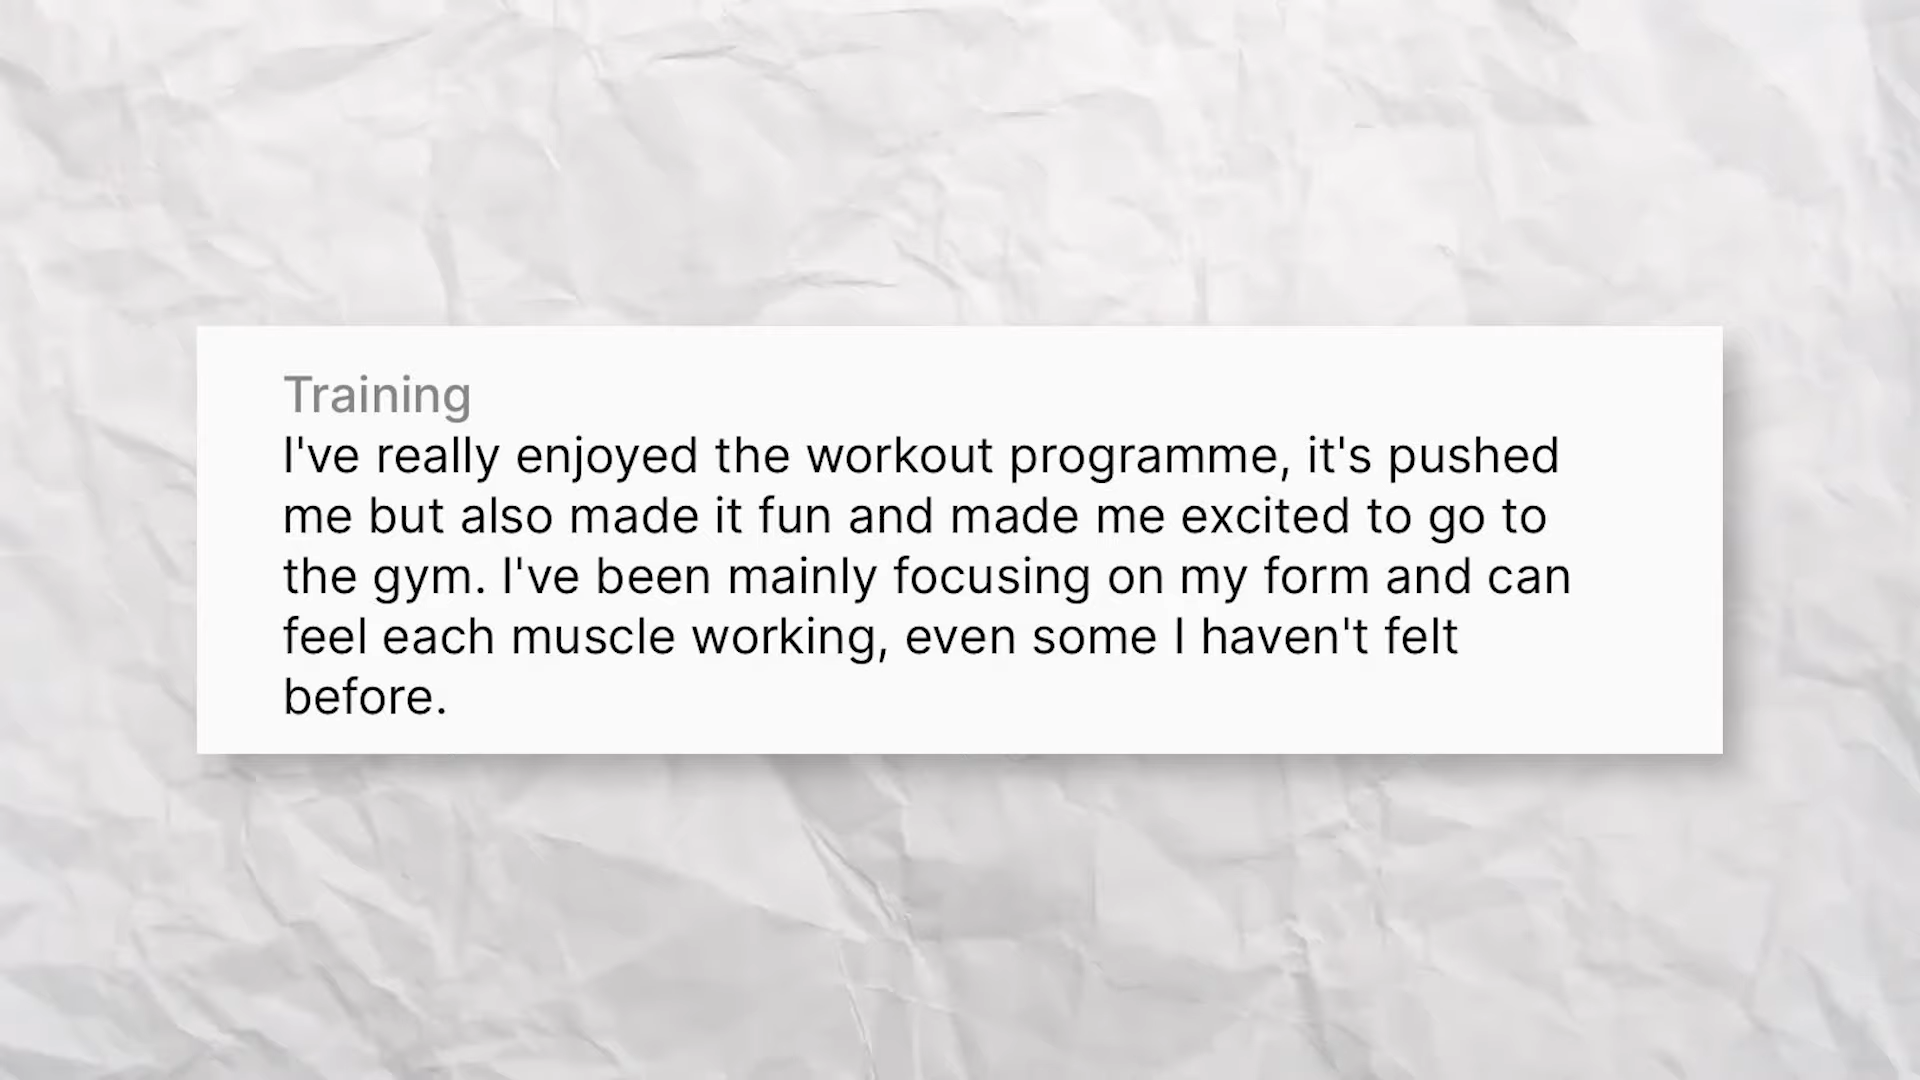 Training
I've really enjoyed the workout programme, it's pushed
me but also made it fun and made me excited to go to
the gym. I've been mainly focusing on my form and can
feel each muscle working, even some I haven't felt
before.